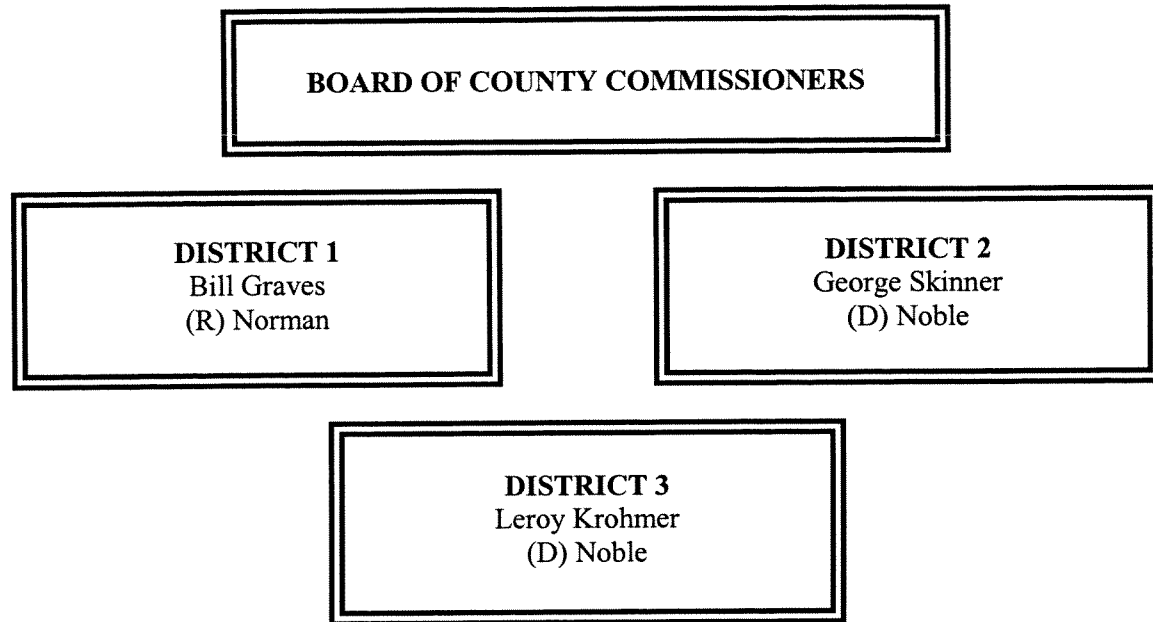 BOARD OF COUNTY COMMISSIONERS
DISTRICT 1
Bill Graves
(R) Norman
DISTRICT 2
George Skinner
(D) Noble
DISTRICT 3
Leroy Krohmer
(D) Noble